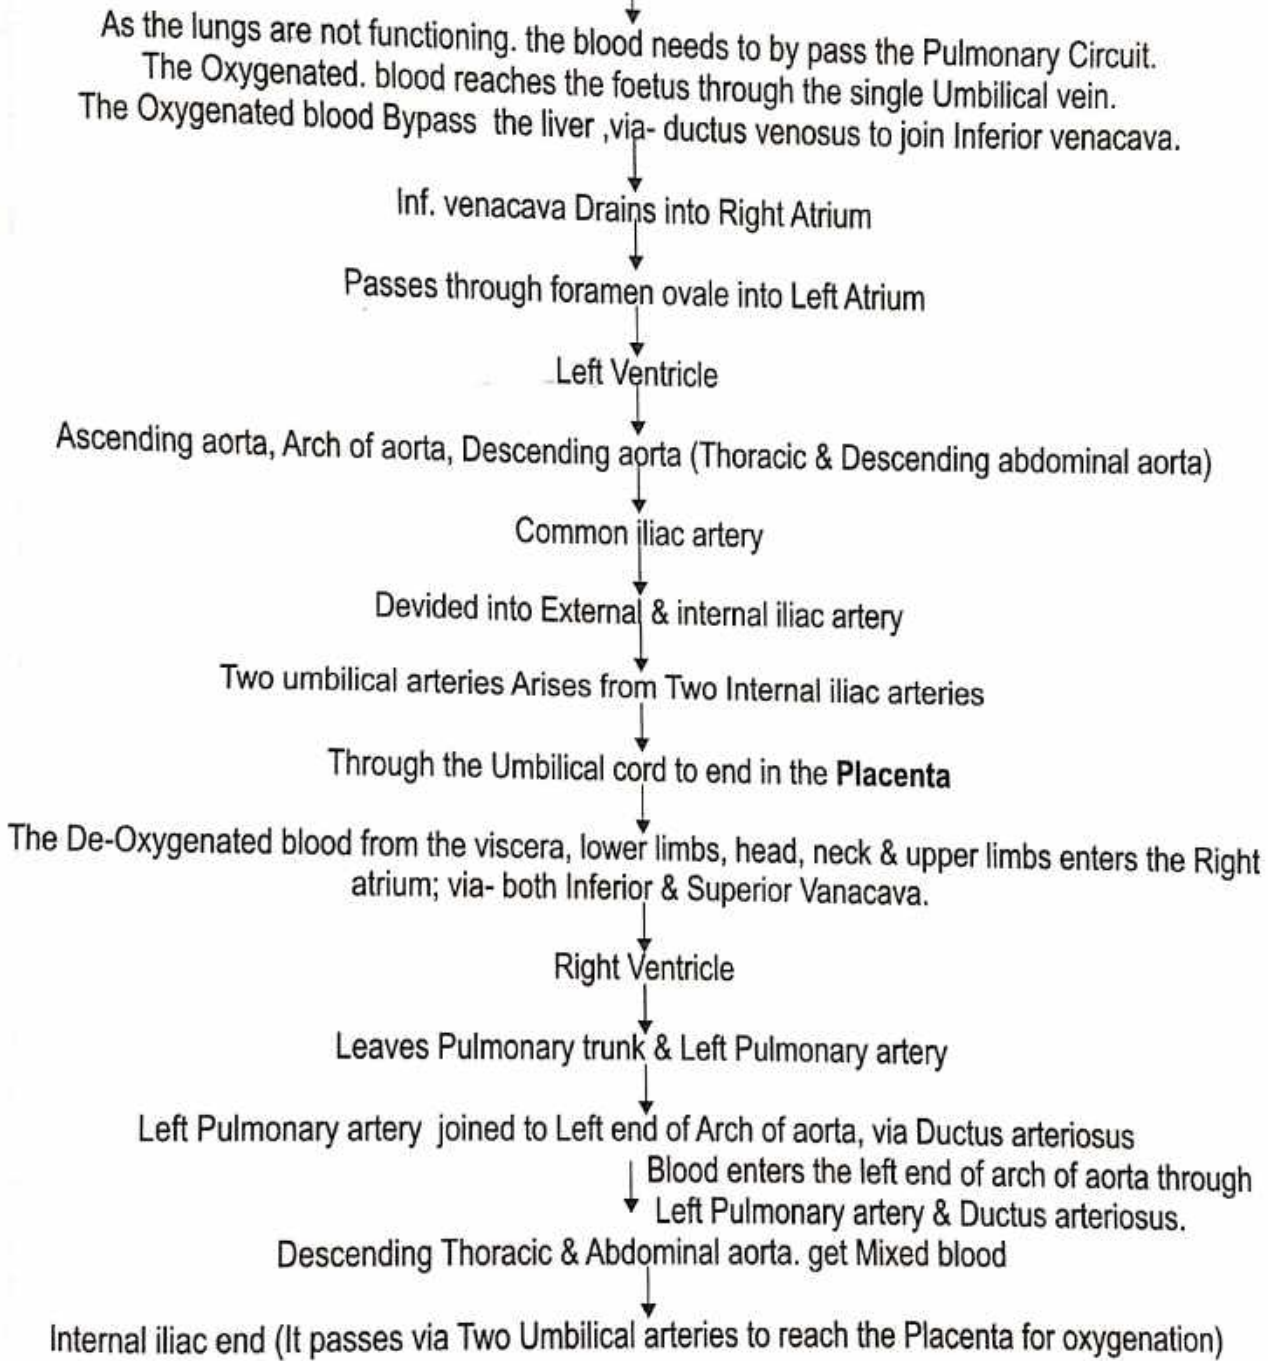 As the lungs are not functioning. the blood needs to by pass the Pulmonary Circuit.
The Oxygenated. blood reaches the foetus through the single Umbilical vein.
The Oxygenated blood Bypass the liver ,via- ductus venosus to join Inferior venacava.
Inf. venacava Drains into Right Atrium
Passes through foramen ovale into Left Atrium
Left Ventricle
Ascending aorta, Arch of aorta, Descending aorta (Thoracic & Descending abdominal aorta)
Common iliac artery
Devided into External & internal iliac artery
Two umbilical arteries Arises from Two Internal iliac arteries
Through the Umbilical cord to end in the Placenta
The De-Oxygenated blood from the viscera, lower limbs, head, neck & upper limbs enters the Right
atrium; via- both Inferior & Superior Vanacava.
Right Ventricle
Leaves Pulmonary trunk & Left Pulmonary artery
Left Pulmonary artery joined to Left end of Arch of aorta, via Ductus arteriosus
Blood enters the left end of arch of aorta through
Left Pulmonary artery & Ductus arteriosus.
Descending Thoracic & Abdominal aorta. get Mixed blood
Internal iliac end (It passes via Two Umbilical arteries to reach the Placenta for oxygenation)